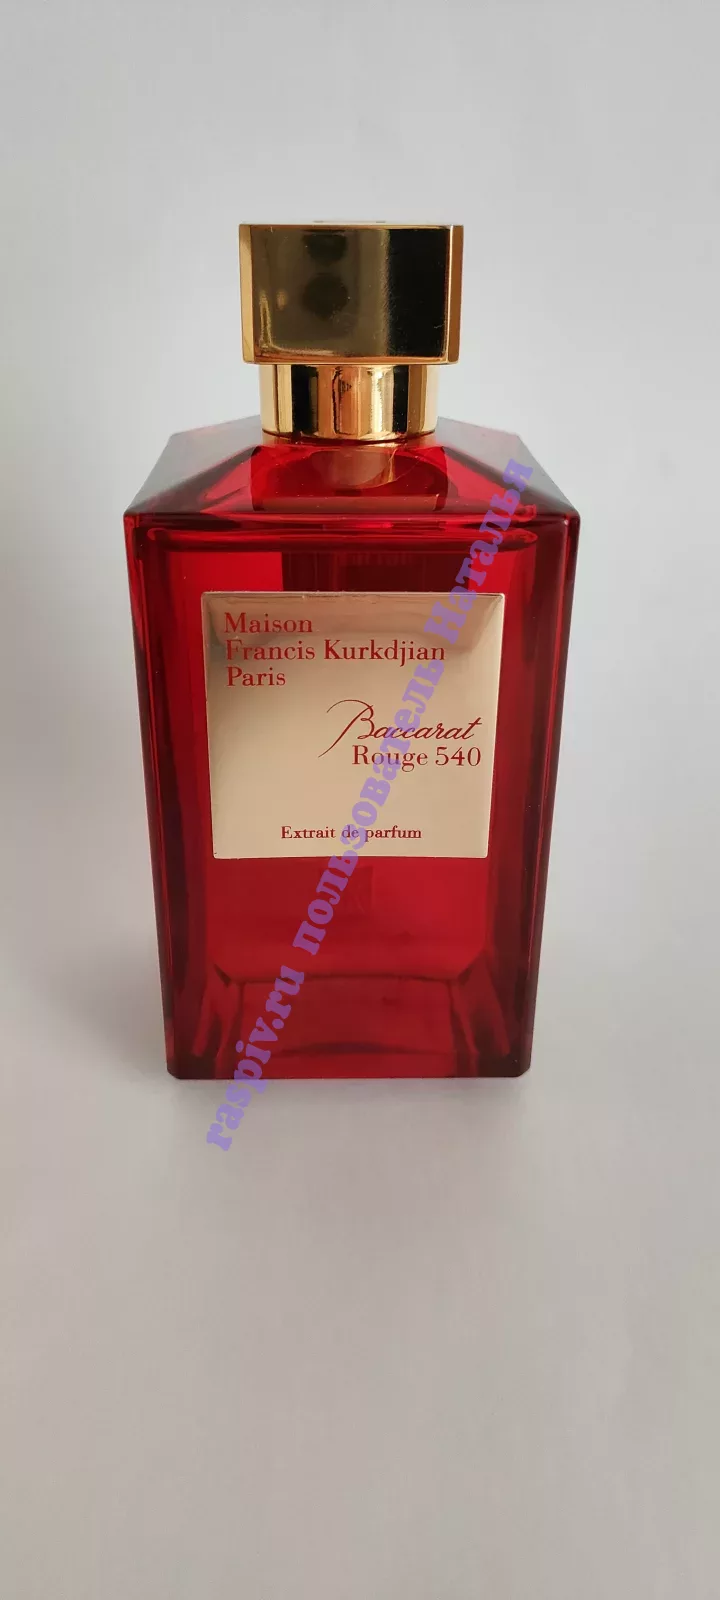 Maison
Francis Kurkdjian
Paris
Baccarat
Rouge 540
Extrait de parfum
raspiv.ru пользователь Наталья